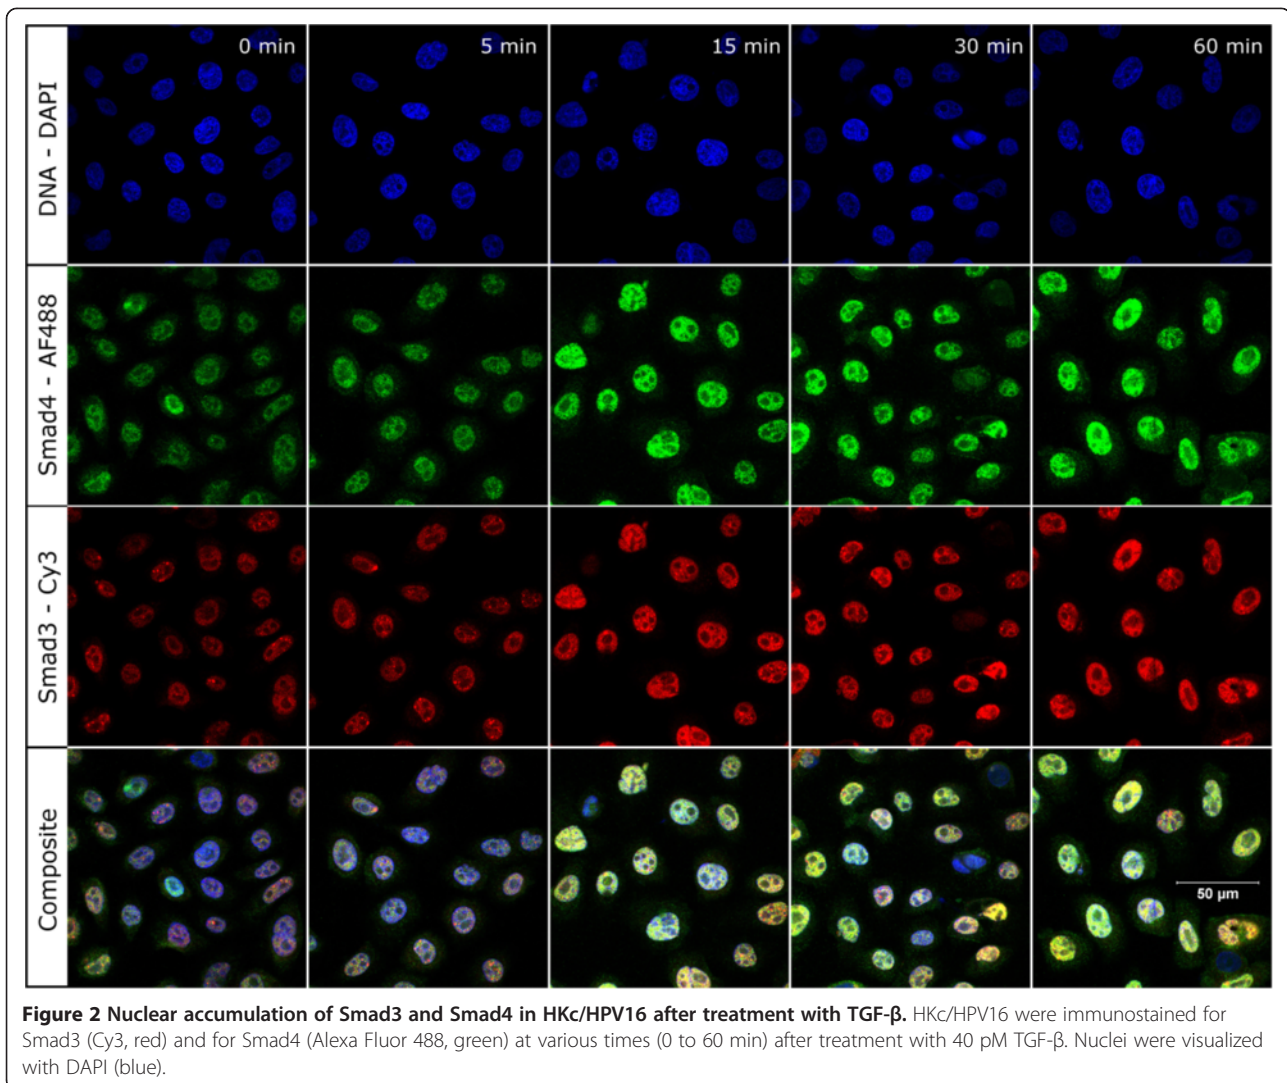 0 min
5 min
15 min
30 min
60 min
DNA - DAPI
Smad4 - AF488
Smad3 - Cy3
Composite
50 µm
Figure 2 Nuclear accumulation of Smad3 and Smad4 in HKc/HPV16 after treatment with TGF-β. HKc/HPV16 were immunostained for
Smad3 (Cy3, red) and for Smad4 (Alexa Fluor 488, green) at various times (0 to 60 min) after treatment with 40 pM TGF-β. Nuclei were visualized
with DAPI (blue).